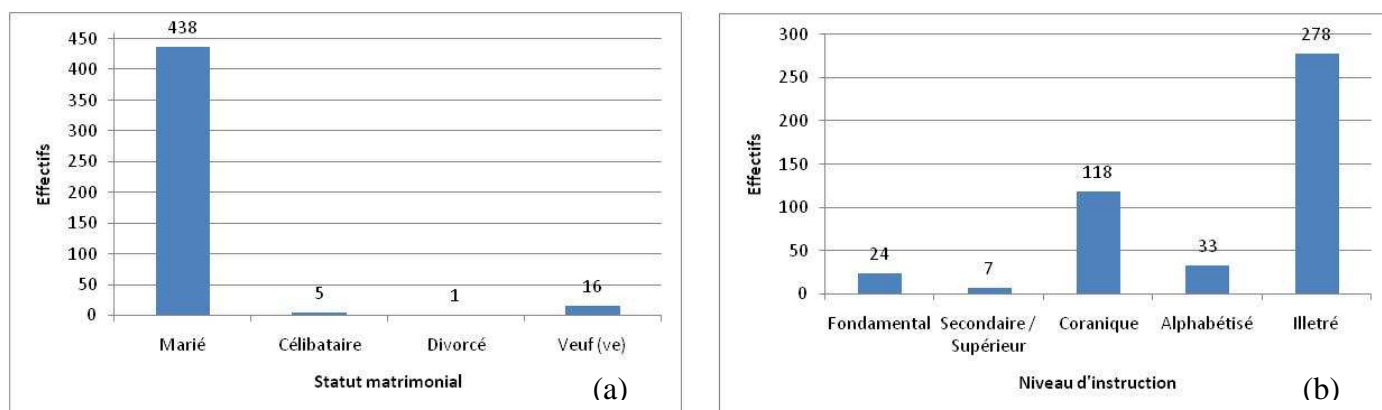 438
450
400
350
300
250
200
150
100
50
0
Effectifs
5
1
16
Marié
Célibataire
Divorcé
Veuf (ve)
Statut matrimonial
(a)
300
250
200
150
100
50
0
Effectifs
24
7
118
33
278
Fondamental
Secondaire /
Supérieur
Coranique
Alphabétisé
Illetré
Niveau d'instruction
(b)